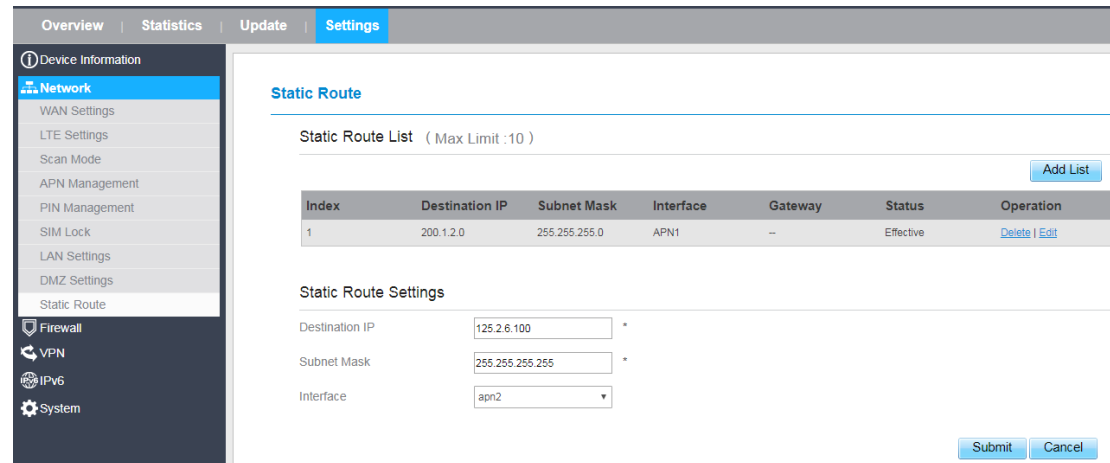 Overview | Statistics | Update | Settings
Device Information
Network
WAN Settings
LTE Settings
Scan Mode
APN Management
PIN Management
SIM Lock
LAN Settings
DMZ Settings
Static Route
Firewall
VPN
IPv6 IPv6
System
Static Route
Static Route List ( Max Limit :10 )
Add List
Index Destination IP Subnet Mask Interface Gateway Status Operation
1 200.1.2.0 255.255.255.0 APN1 -- Effective Delete | Edit
Static Route Settings
Destination IP 125.2.6.100 *
Subnet Mask 255.255.255.255 *
Interface apn2
Submit Cancel